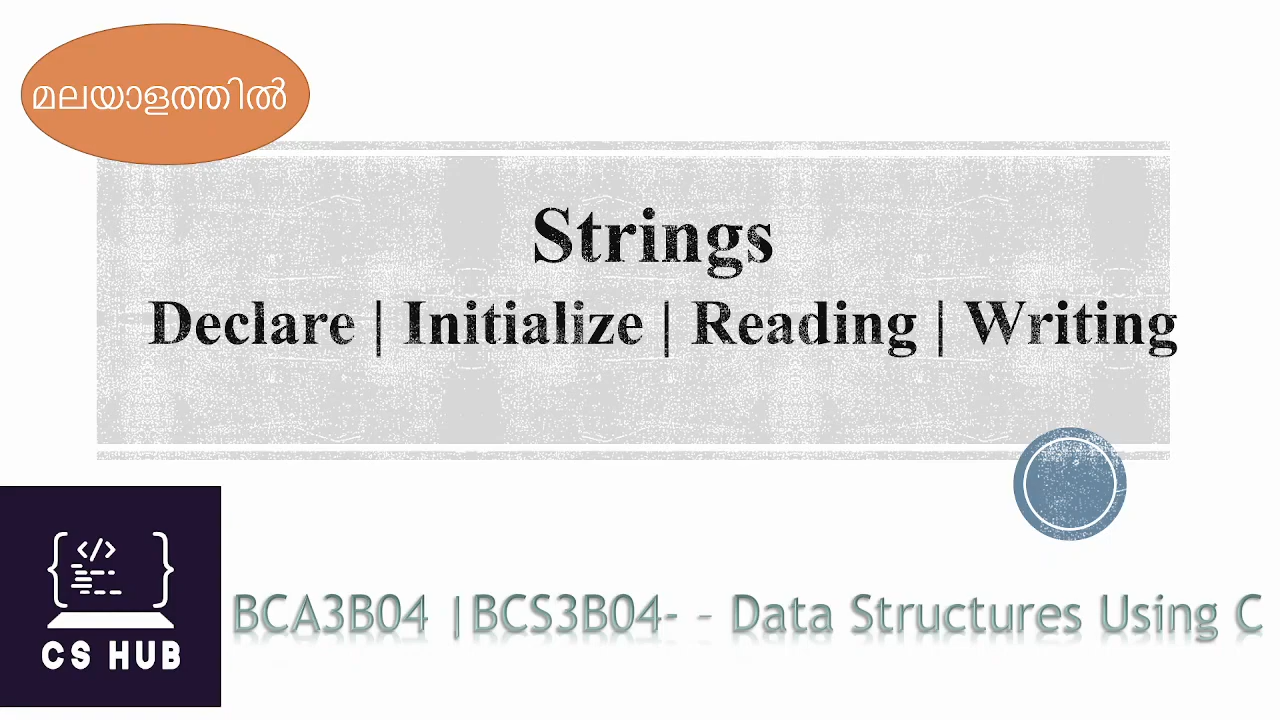 മലയാളത്തിൽ
Strings
Declare | Initialize | Reading | Writing
</>
CS HUB
BCA3B04 |BCS3B04- – Data Structures Using C